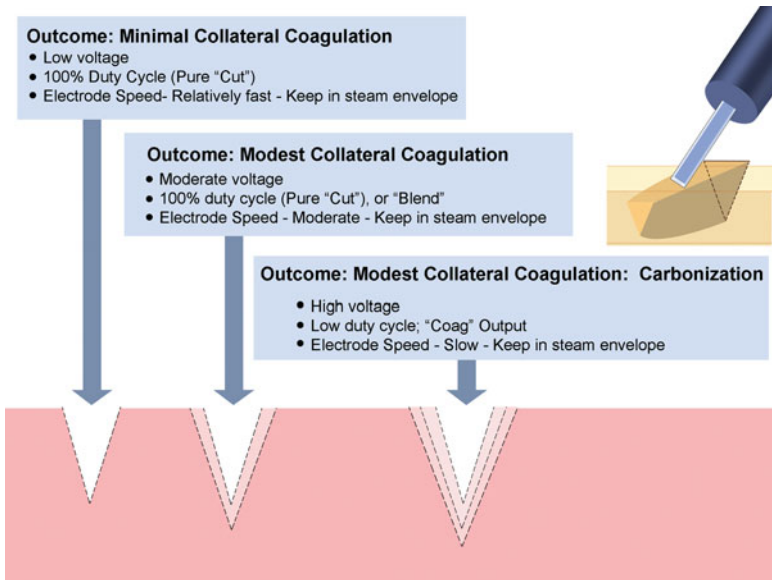 Outcome: Minimal Collateral Coagulation
• Low voltage
• 100% Duty Cycle (Pure “Cut”)
• Electrode Speed- Relatively fast - Keep in steam envelope
Outcome: Modest Collateral Coagulation
• Moderate voltage
• 100% duty cycle (Pure “Cut”), or “Blend”
• Electrode Speed - Moderate - Keep in steam envelope
Outcome: Modest Collateral Coagulation: Carbonization
• High voltage
• Low duty cycle; “Coag” Output
• Electrode Speed - Slow - Keep in steam envelope